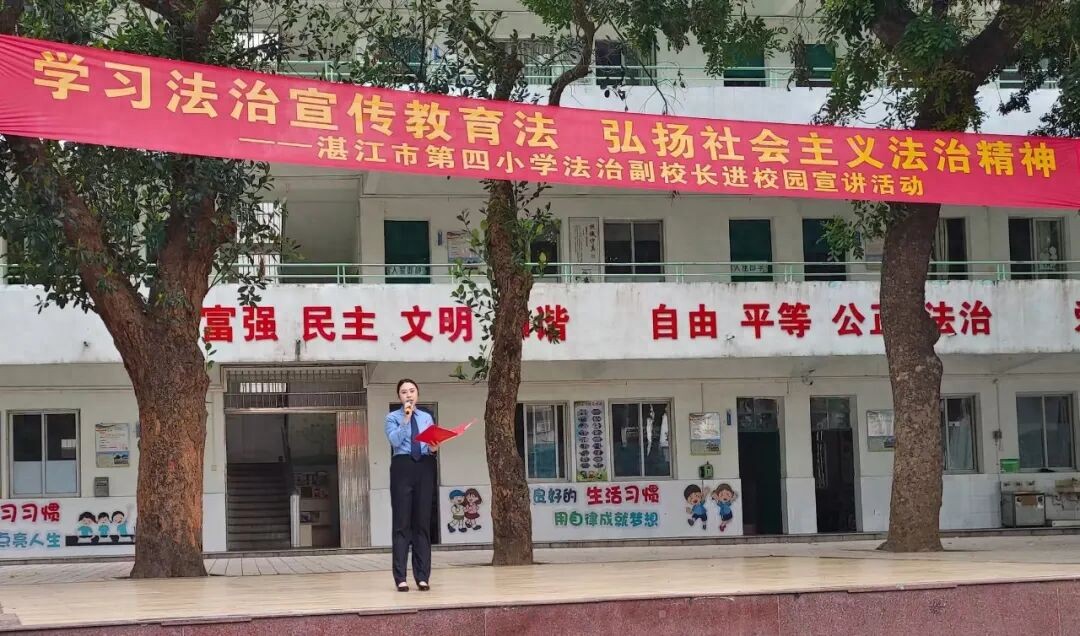 学习法治宣传教育法 弘扬社会主义法治精神
——湛江市第四小学法治副校长进校园宣讲活动
富强 民主 文明 谐 自由 平等 公正 法治
习习惯
点亮人生
良好的 生活习惯
用自律成就梦想